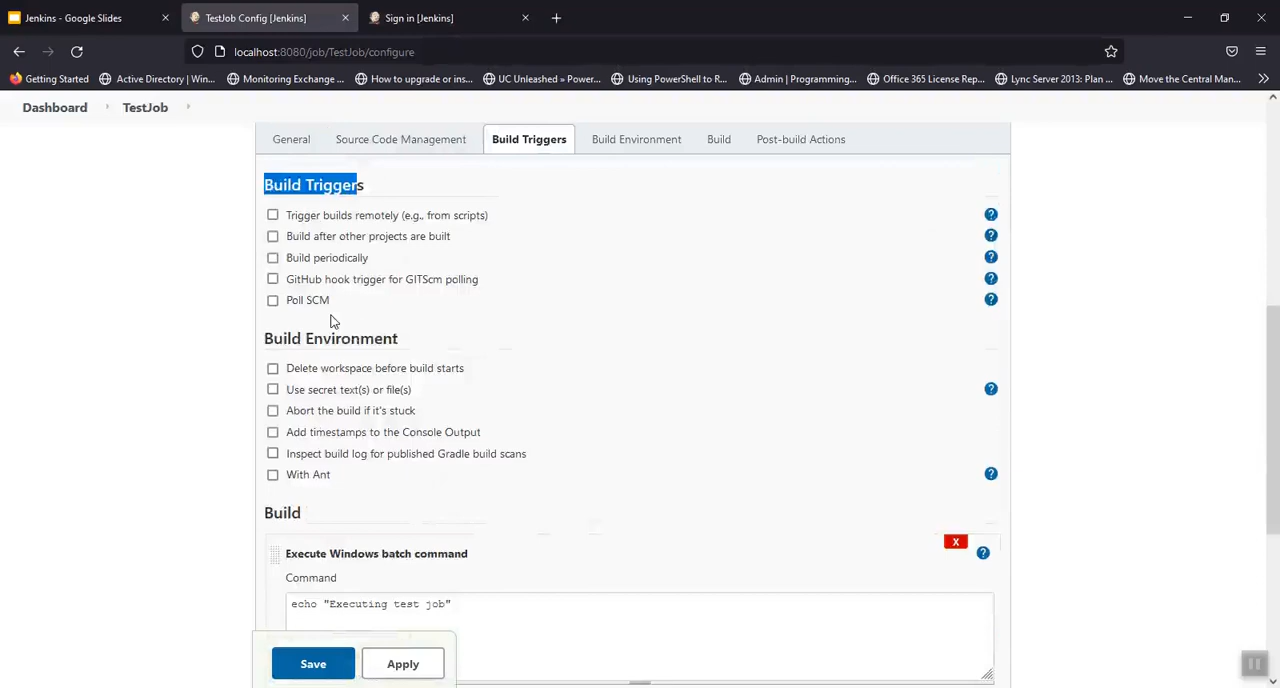 Jenkins - Google Slides
TestJob Config [Jenkins]
Sign in [Jenkins]
localhost:8080/job/TestJob/configure
Getting Started
Active Directory | Win...
Monitoring Exchange ...
How to upgrade or ins...
UC Unleashed » Power...
Using PowerShell to R...
Admin | Programming...
Office 365 License Rep...
Lync Server 2013: Plan ...
Move the Central Man...
Dashboard
TestJob
General
Source Code Management
Build Triggers
Build Environment
Build
Post-build Actions
Build Triggers
Trigger builds remotely (e.g., from scripts)
Build after other projects are built
Build periodically
GitHub hook trigger for GITScm polling
Poll SCM
Build Environment
Delete workspace before build starts
Use secret text(s) or file(s)
Abort the build if it's stuck
Add timestamps to the Console Output
Inspect build log for published Gradle build scans
With Ant
Build
Execute Windows batch command
X
Command
echo "Executing test job"
Save
Apply